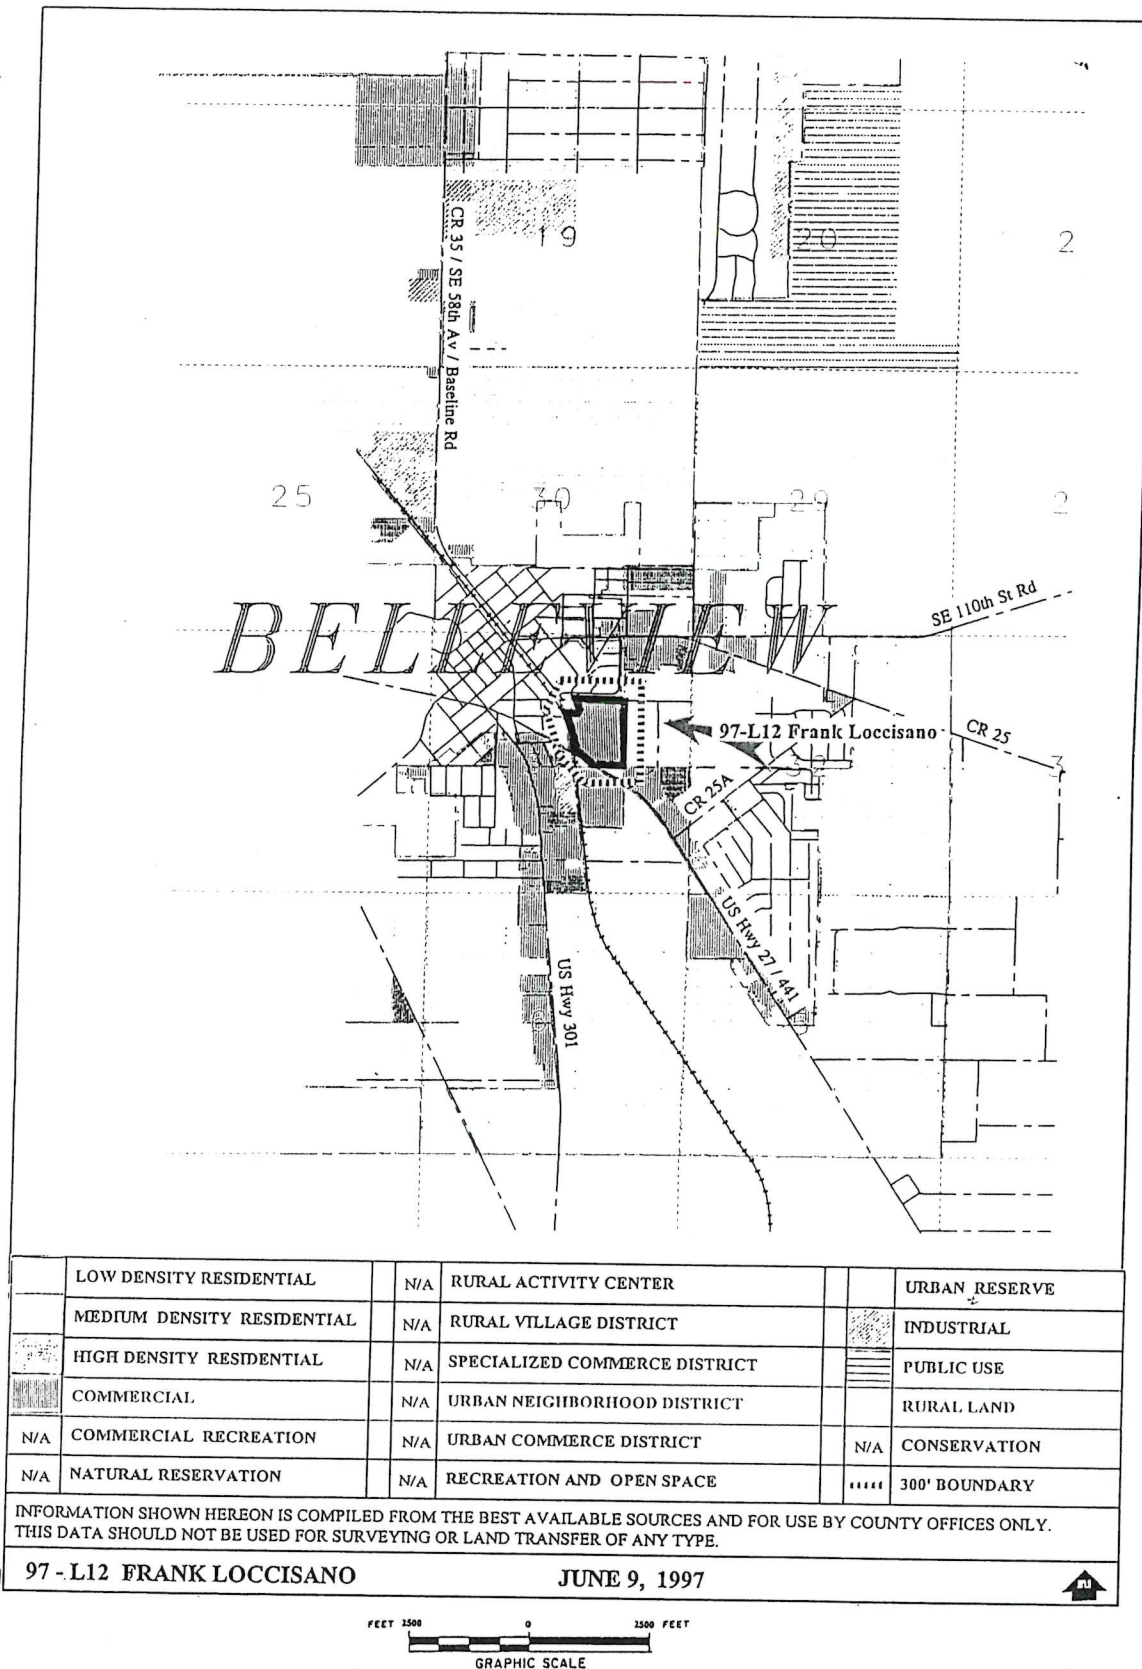 19
20
2
CR 35 / SE 58th Av / Baseline Rd
25
30
29
2
SE 110th St Rd
BELLEVIEW
97-L12 Frank Loccisano
CR 25
32
3
CR 25A
US Hwy 27 / 441
US Hwy 301
LOW DENSITY RESIDENTIAL N/A RURAL ACTIVITY CENTER URBAN RESERVE
MEDIUM DENSITY RESIDENTIAL N/A RURAL VILLAGE DISTRICT INDUSTRIAL
HIGH DENSITY RESIDENTIAL N/A SPECIALIZED COMMERCE DISTRICT PUBLIC USE
COMMERCIAL N/A URBAN NEIGHBORHOOD DISTRICT RURAL LAND
N/A COMMERCIAL RECREATION N/A URBAN COMMERCE DISTRICT N/A CONSERVATION
N/A NATURAL RESERVATION N/A RECREATION AND OPEN SPACE 300' BOUNDARY
INFORMATION SHOWN HEREON IS COMPILED FROM THE BEST AVAILABLE SOURCES AND FOR USE BY COUNTY OFFICES ONLY.
THIS DATA SHOULD NOT BE USED FOR SURVEYING OR LAND TRANSFER OF ANY TYPE.
97 - L12 FRANK LOCCISANO JUNE 9, 1997
FEET 2500 0 2500 FEET
GRAPHIC SCALE